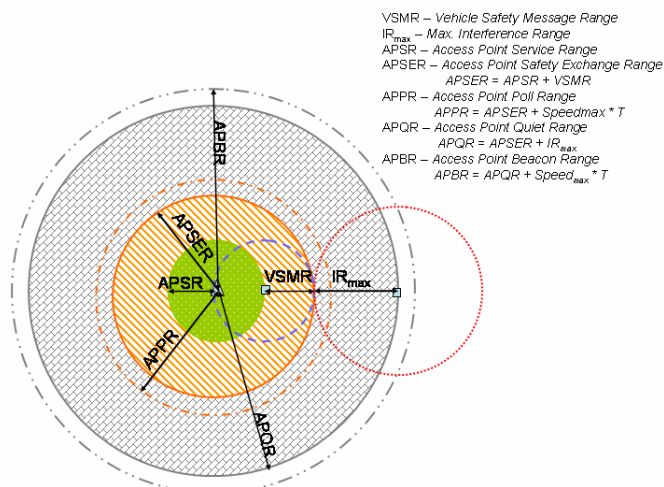 VSMR – Vehicle Safety Message Range
IRmax – Max. Interference Range
APSR – Access Point Service Range
APSER – Access Point Safety Exchange Range
APSER = APSR + VSMR
APPR – Access Point Poll Range
APPR = APSER + Speedmax * T
APQR – Access Point Quiet Range
APQR = APSER + IRmax
APBR – Access Point Beacon Range
APBR = APQR + Speedmax * T
APBR
APSER
APSR
VSMR
IRmax
APPR
APQR